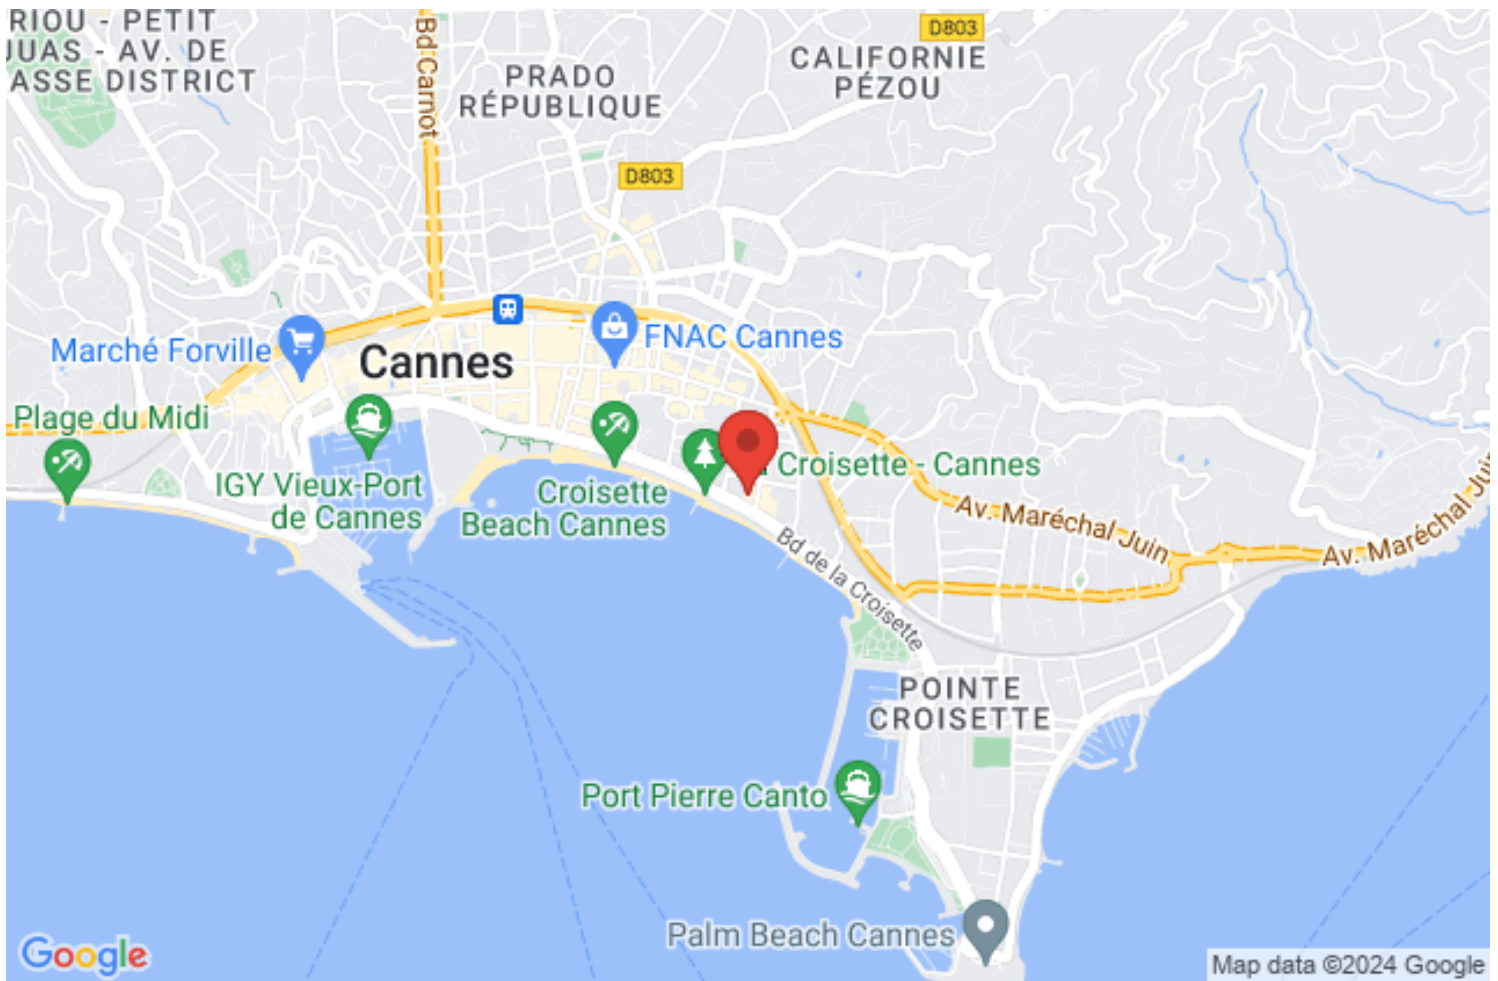 RIOU - PETIT
JUAS - AV. DE
ASSE DISTRICT
Bd Carnot
PRADO
RÉPUBLIQUE
D803
CALIFORNIE
PÉZOU
D803
Marché Forville
Cannes
FNAC Cannes
Plage du Midi
IGY Vieux-Port
de Cannes
Croisette
Beach Cannes
Croisette - Cannes
Bd de la Croisette
Av. Maréchal Juin
Av. Maréchal Juin
POINTE
CROISETTE
Port Pierre Canto
Palm Beach Cannes
Google
Map data ©2024 Google